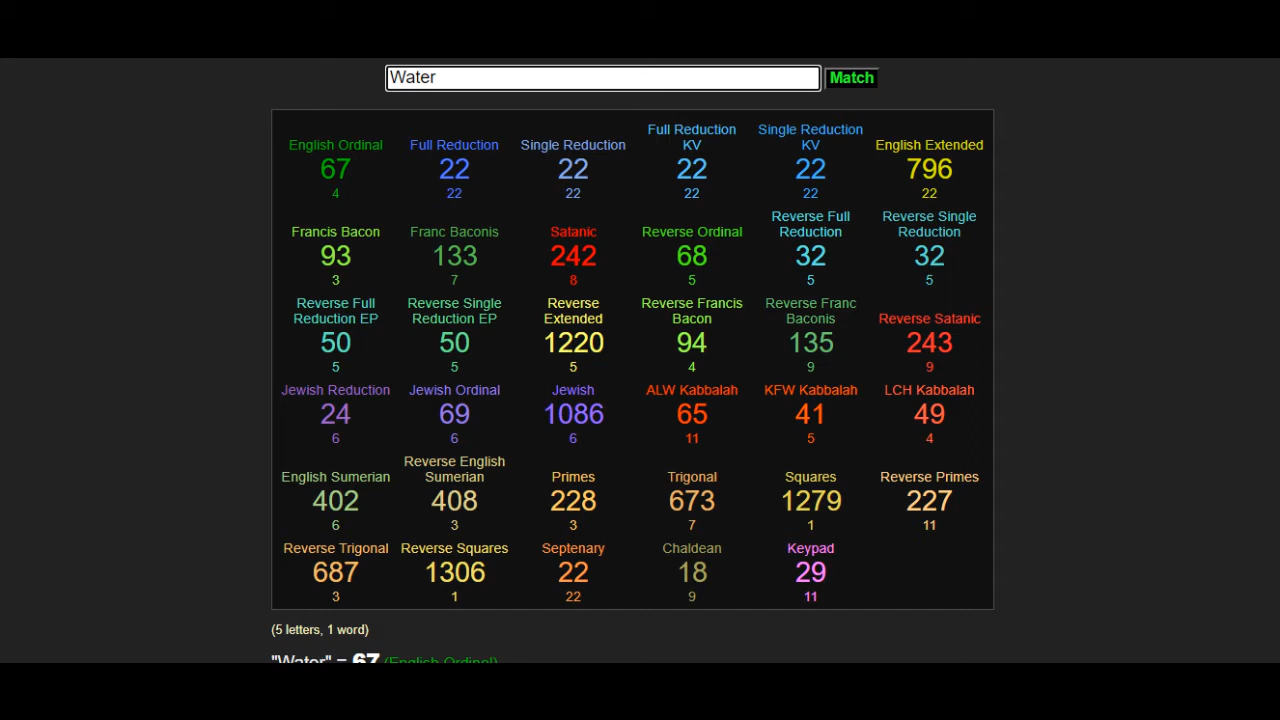 Water Match
Full Reduction Single Reduction
English Ordinal Full Reduction Single Reduction KV KV English Extended
67 22 22 22 22 796
4 22 22 22 22 22
Reverse Full Reverse Single
Francis Bacon Franc Baconis Satanic Reverse Ordinal Reduction Reduction
93 133 242 68 32 32
3 7 8 5 5 5
Reverse Full Reverse Single Reverse Reverse Francis Reverse Franc
Reduction EP Reduction EP Extended Bacon Baconis Reverse Satanic
50 50 1220 94 135 243
5 5 5 4 9 9
Jewish Reduction Jewish Ordinal Jewish ALW Kabbalah KFW Kabbalah LCH Kabbalah
24 69 1086 65 41 49
6 6 6 11 5 4
Reverse English
English Sumerian Sumerian Primes Trigonal Squares Reverse Primes
402 408 228 673 1279 227
6 3 3 7 1 11
Reverse Trigonal Reverse Squares Septenary Chaldean Keypad
687 1306 22 18 29
3 1 22 9 11
(5 letters, 1 word)
"Water" = 67 (English Ordinal)